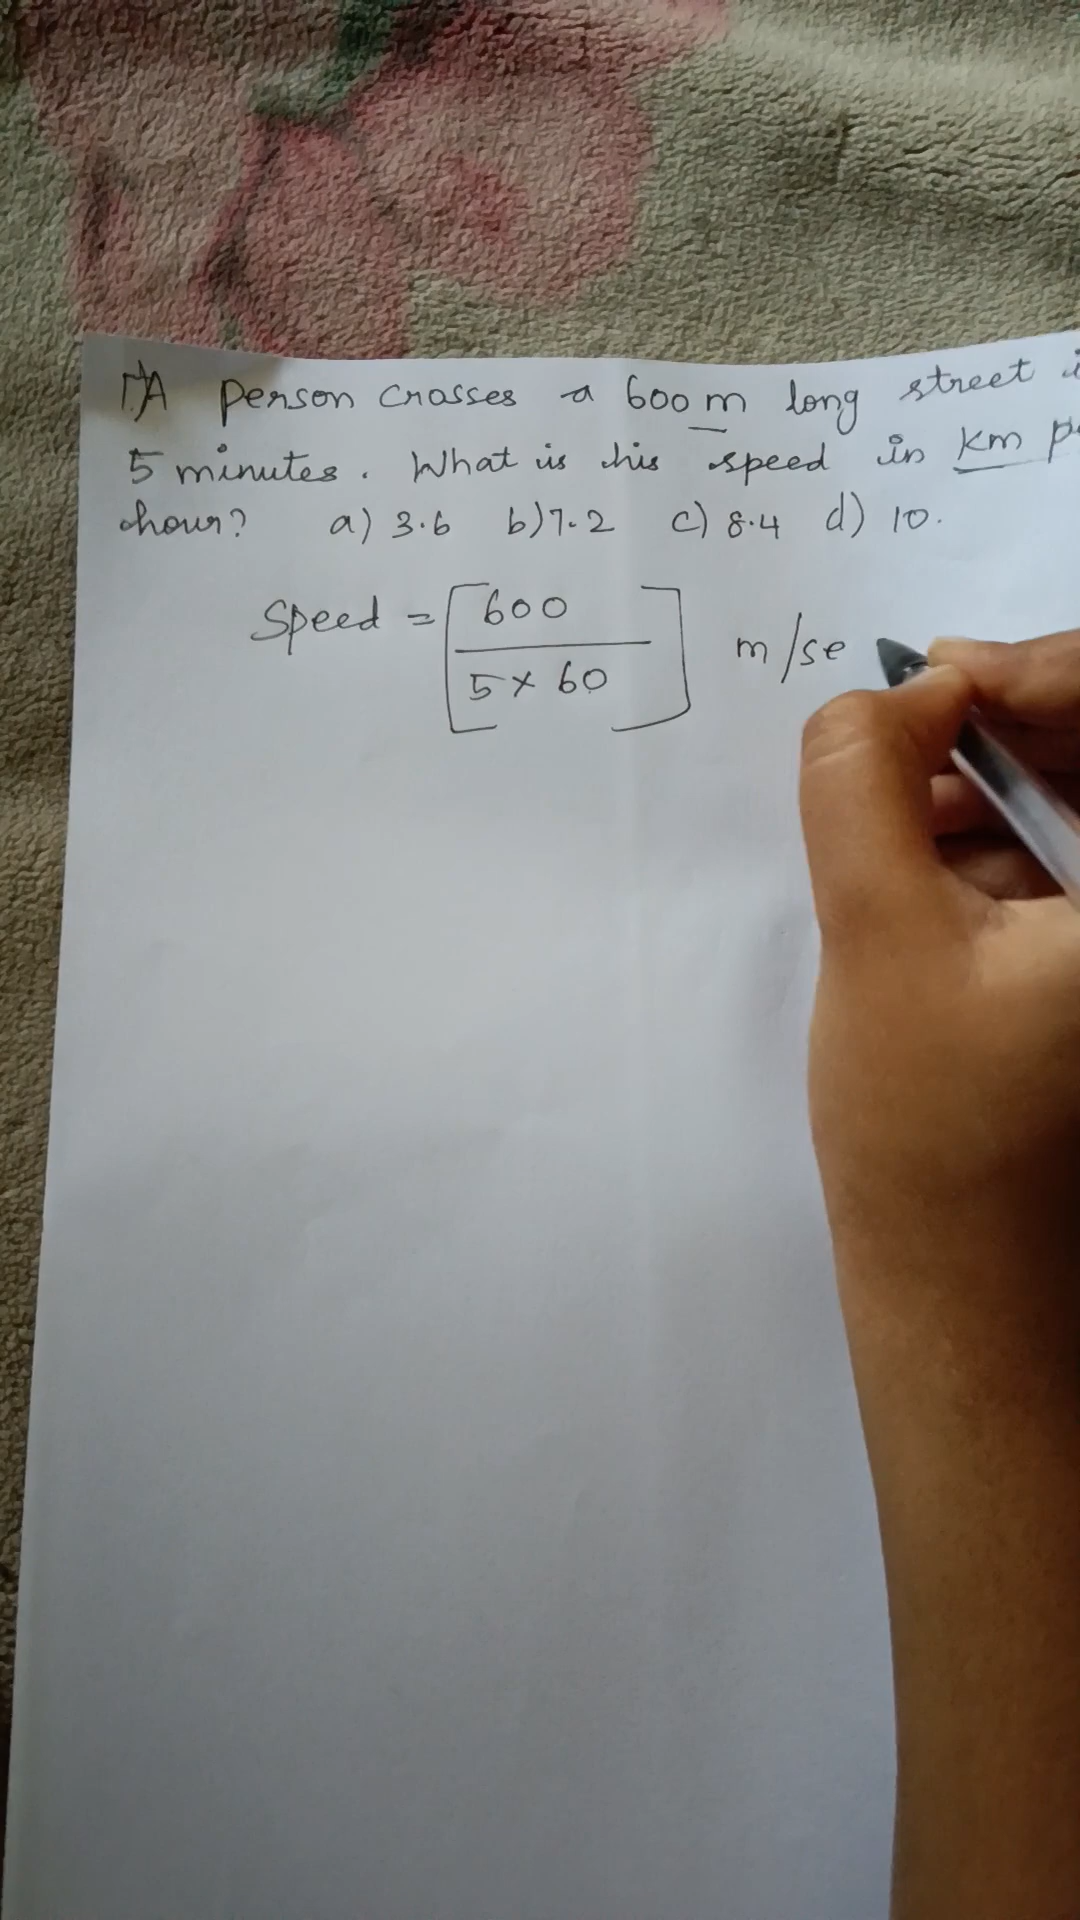 1. A person crosses a 600 m long street
5 minutes. What is his speed in km
hour? a) 3.6 b) 7.2 c) 8.4 d) 10.
Speed = [ 600
5 × 60 ] m/se